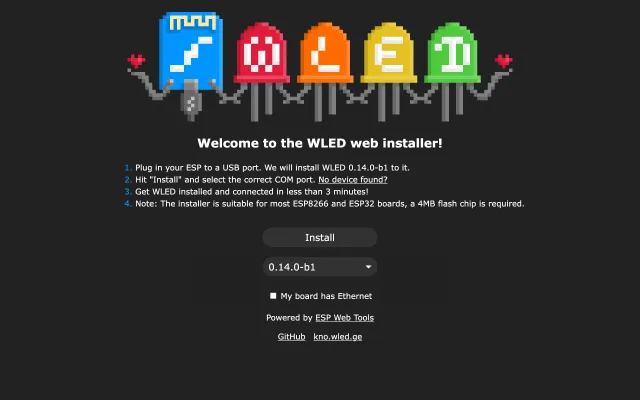 WLED
Welcome to the WLED web installer!
1. Plug in your ESP to a USB port. We will install WLED 0.14.0-b1 to it.
2. Hit "Install" and select the correct COM port. No device found?
3. Get WLED installed and connected in less than 3 minutes!
4. Note: The installer is suitable for most ESP8266 and ESP32 boards, a 4MB flash chip is required.
Install
0.14.0-b1
My board has Ethernet
Powered by ESP Web Tools
GitHub kno.wled.ge